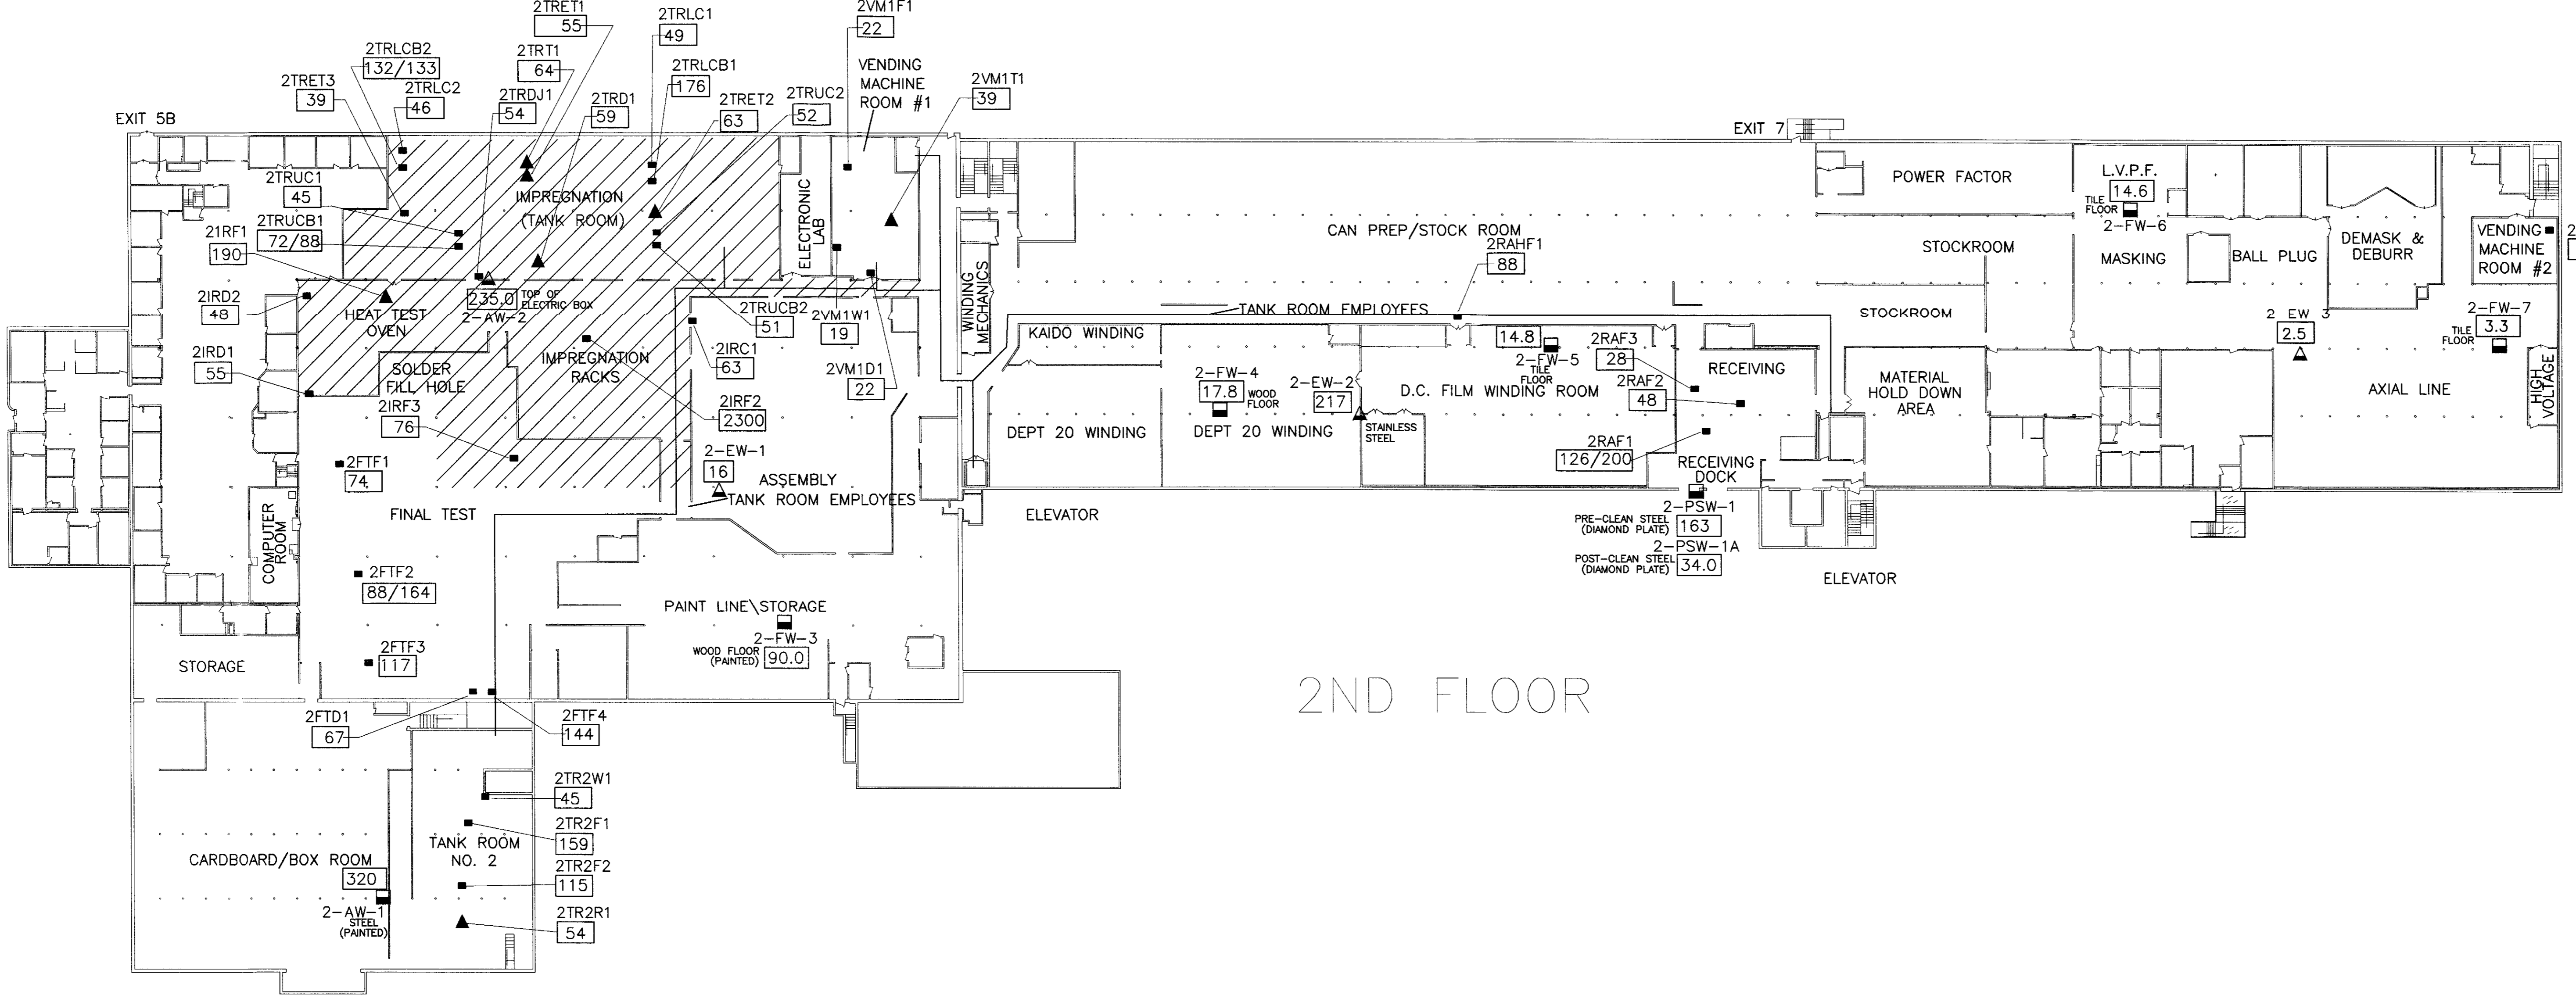 2TRET1
55
2TRLC1
49
2VM1F1
22
2TRLCB2
132/133
2TRT1
64
2TRLCB1
176
VENDING
MACHINE
ROOM #1
2VM1T1
39
2TRET3
39
2TRLC2
46
2TRDJ1
54
2TRD1
59
2TRET2
63
2TRUC2
52
EXIT 5B
EXIT 7
2TRUC1
45
2TRUCB1
72/88
21RF1
190
2IRD2
48
2IRD1
55
IMPREGNATION
(TANK ROOM)
ELECTRONIC
LAB
235.0
TOP OF
ELECTRIC BOX
2-AW-2
HEAT TEST
OVEN
SOLDER
FILL HOLE
IMPREGNATION
RACKS
2IRC1
63
2TRUCB2
51
2VM1W1
19
2VM1D1
22
2IRF3
76
2IRF2
2300
2-EW-1
16
ASSEMBLY
TANK ROOM EMPLOYEES
2FTF1
74
FINAL TEST
COMPUTER
ROOM
2FTF2
88/164
2FTF3
117
STORAGE
PAINT LINE\STORAGE
2-FW-3
WOOD FLOOR
(PAINTED)
90.0
2FTD1
67
2FTF4
144
2TR2W1
45
2TR2F1
159
TANK ROOM
NO. 2
2TR2F2
115
2TR2R1
54
CARDBOARD/BOX ROOM
320
2-AW-1
STEEL
(PAINTED)
WINDING
MECHANICS
CAN PREP/STOCK ROOM
2RAHF1
88
TANK ROOM EMPLOYEES
KAIDO WINDING
DEPT 20 WINDING
2-FW-4
17.8
WOOD
FLOOR
DEPT 20 WINDING
2-EW-2
217
STAINLESS
STEEL
14.8
2-FW-5
TILE
FLOOR
D.C. FILM WINDING ROOM
2RAF3
28
2RAF2
48
2RAF1
126/200
RECEIVING
RECEIVING
DOCK
2-PSW-1
PRE-CLEAN STEEL
(DIAMOND PLATE)
163
2-PSW-1A
POST-CLEAN STEEL
(DIAMOND PLATE)
34.0
ELEVATOR
ELEVATOR
POWER FACTOR
STOCKROOM
STOCKROOM
MATERIAL
HOLD DOWN
AREA
L.V.P.F.
14.6
TILE
FLOOR
2-FW-6
MASKING
BALL PLUG
DEMASK &
DEBURR
VENDING
MACHINE
ROOM #2
2
2 EW 3
2.5
2-FW-7
3.3
TILE
FLOOR
AXIAL LINE
HIGH
VOLTAGE
2ND FLOOR